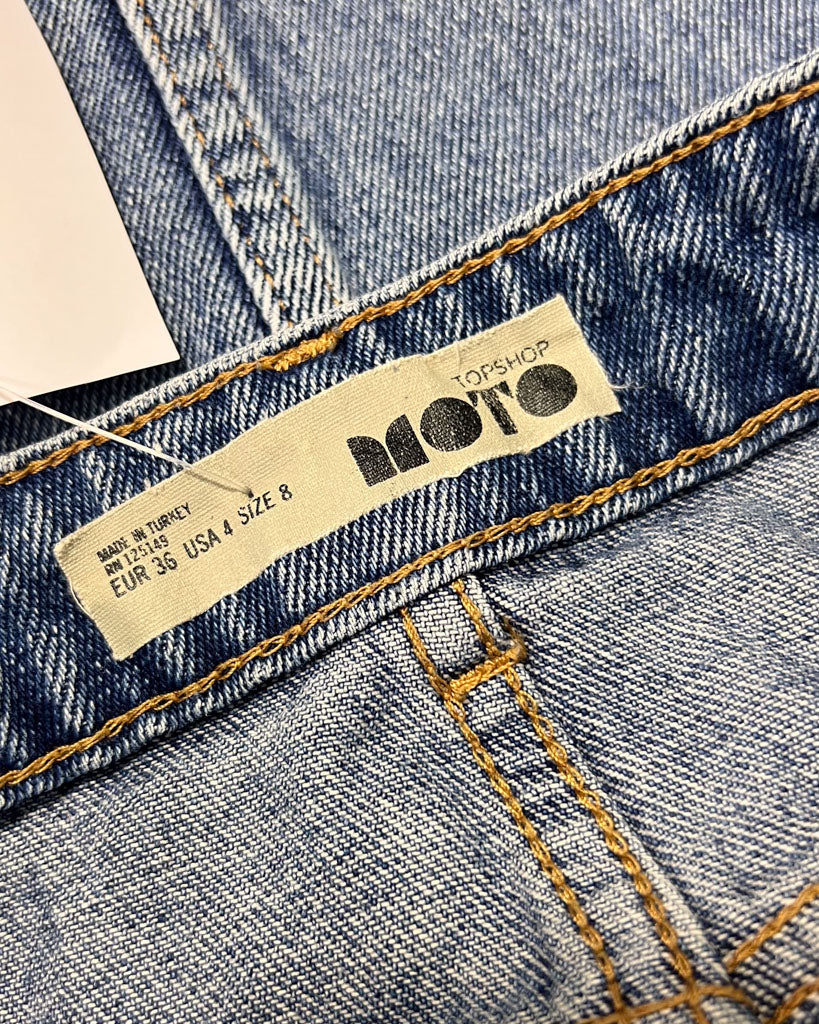 TOPSHOP
MOTO
MADE IN TURKEY
RN 125149
EUR 36 USA 4 SIZE 8